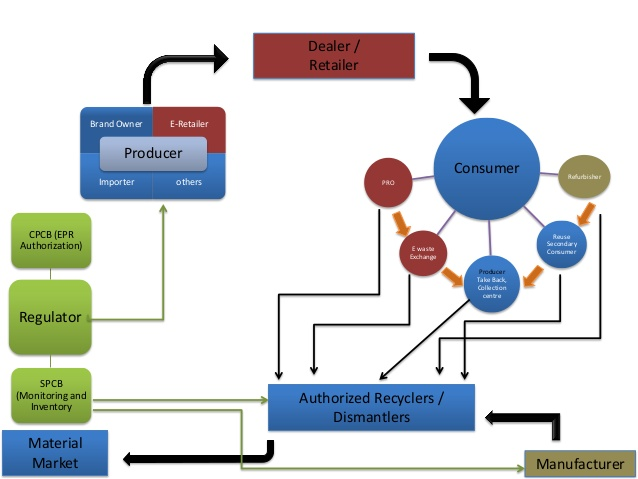 Dealer /
Retailer
Brand Owner
E-Retailer
Producer
Importer
others
Consumer
PRO
Refurbisher
E waste
Exchange
Reuse
Secondary
Consumer
Producer
Take Back,
Collection
centre
CPCB (EPR
Authorization)
Regulator
SPCB
(Monitoring and
Inventory
Authorized Recyclers /
Dismantlers
Material
Market
Manufacturer